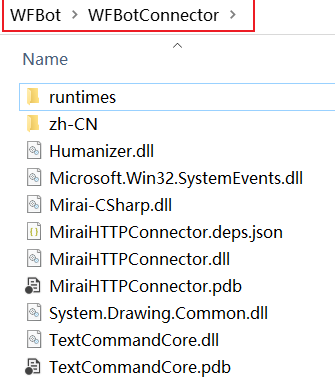 WFBot > WFBotConnector >
Name
runtimes
zh-CN
Humanizer.dll
Microsoft.Win32.SystemEvents.dll
Mirai-CSharp.dll
MiraiHTTPConnector.deps.json
MiraiHTTPConnector.dll
MiraiHTTPConnector.pdb
System.Drawing.Common.dll
TextCommandCore.dll
TextCommandCore.pdb